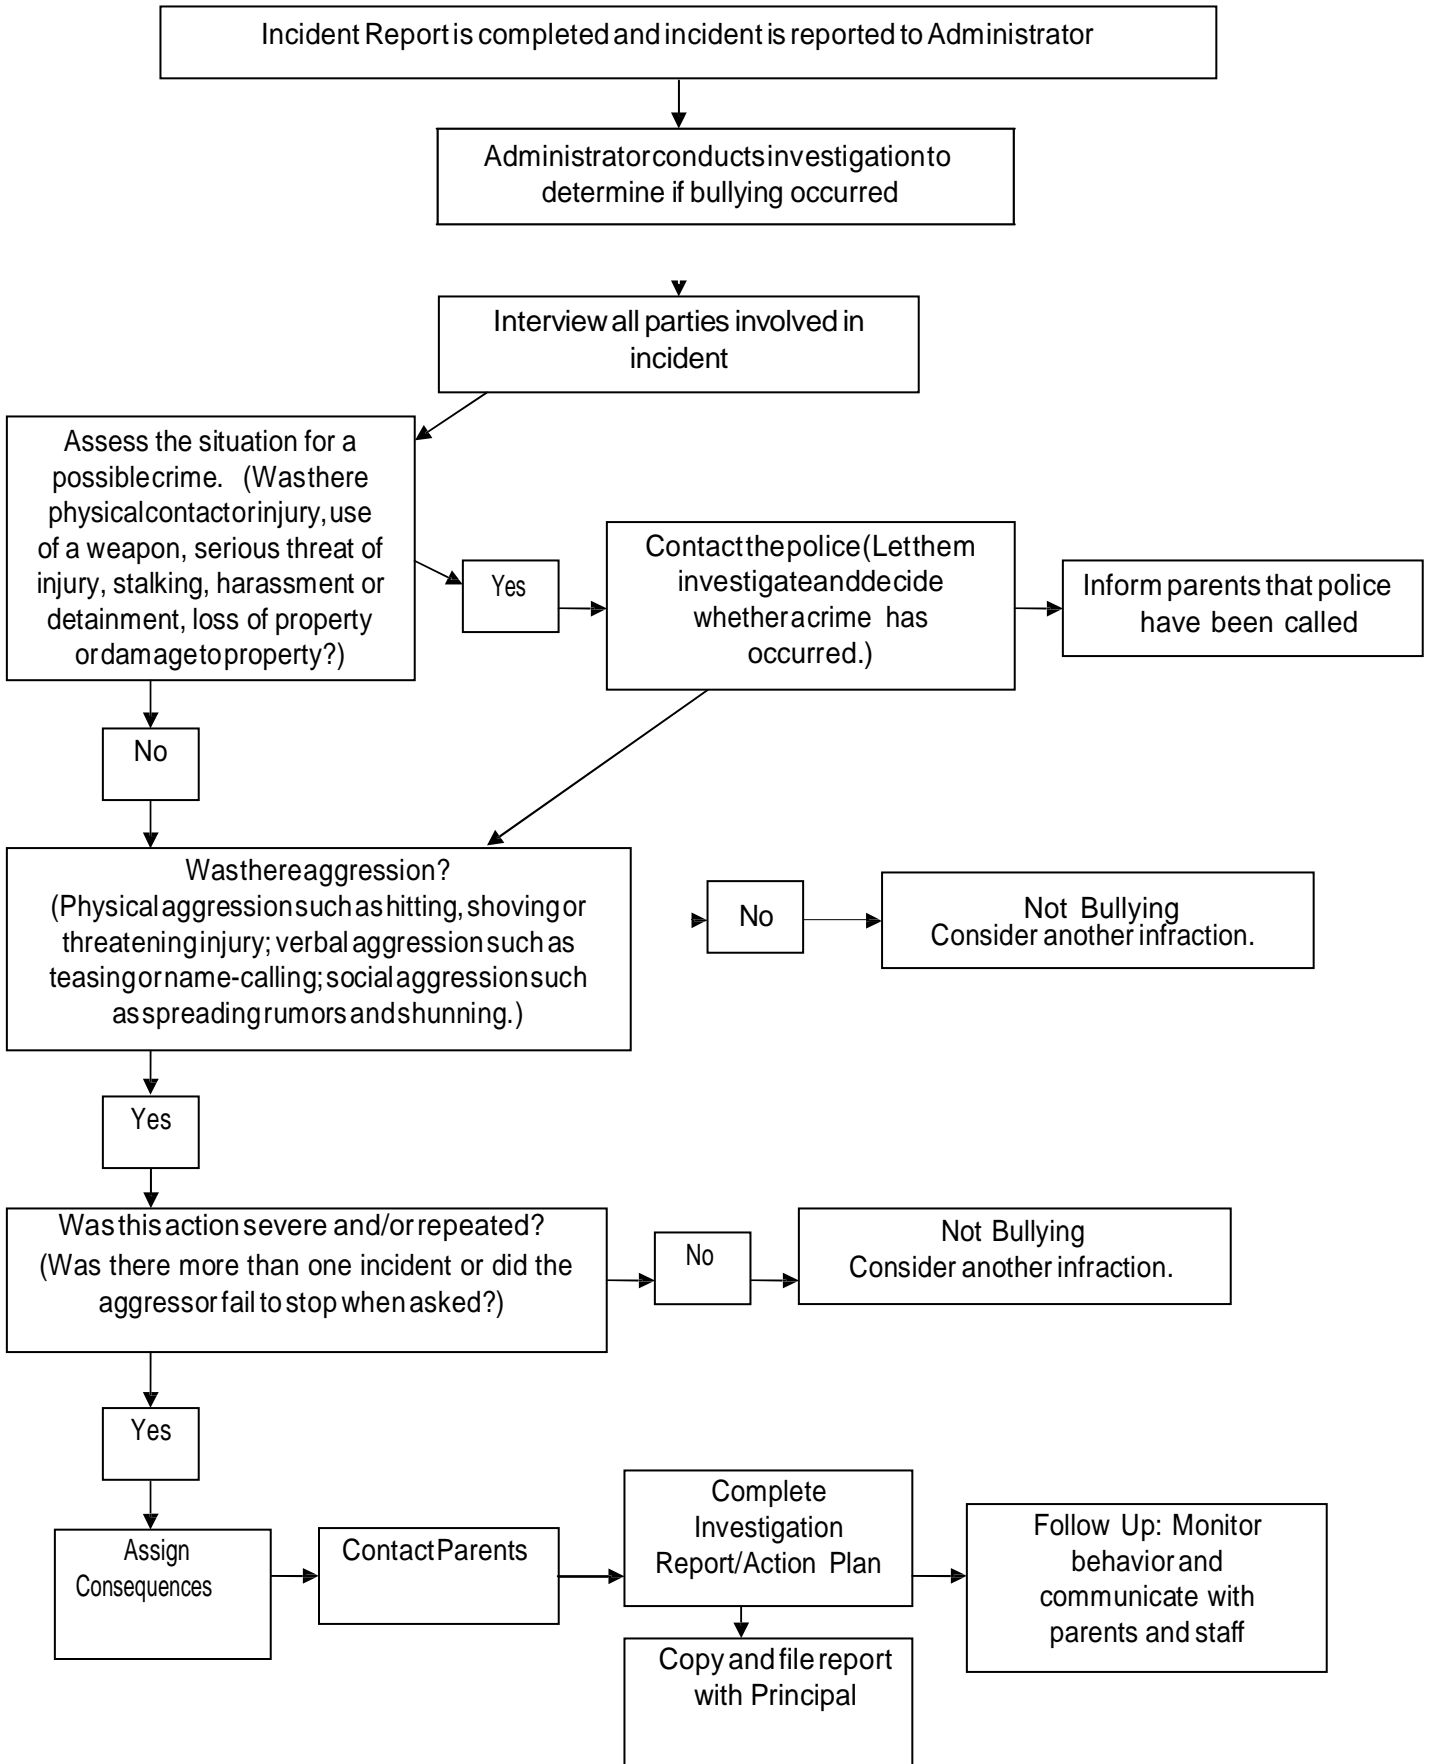 Incident Report is completed and incident is reported to Administrator
Administrator conducts investigation to
determine if bullying occurred
Interview all parties involved in
incident
Assess the situation for a
possible crime. (Was there
physical contact or injury, use
of a weapon, serious threat of
injury, stalking, harassment or
detainment, loss of property
or damage to property?)
Yes
Contact the police (Let them
investigate and decide
whether a crime has
occurred.)
Inform parents that police
have been called
No
Was there aggression?
(Physical aggression such as hitting, shoving or
threatening injury; verbal aggression such as
teasing or name-calling; social aggression such
as spreading rumors and shunning.)
No
Not Bullying
Consider another infraction.
Yes
Was this action severe and/or repeated?
(Was there more than one incident or did the
aggressor fail to stop when asked?)
No
Not Bullying
Consider another infraction.
Yes
Assign
Consequences
Contact Parents
Complete
Investigation
Report/Action Plan
Follow Up: Monitor
behavior and
communicate with
parents and staff
Copy and file report
with Principal